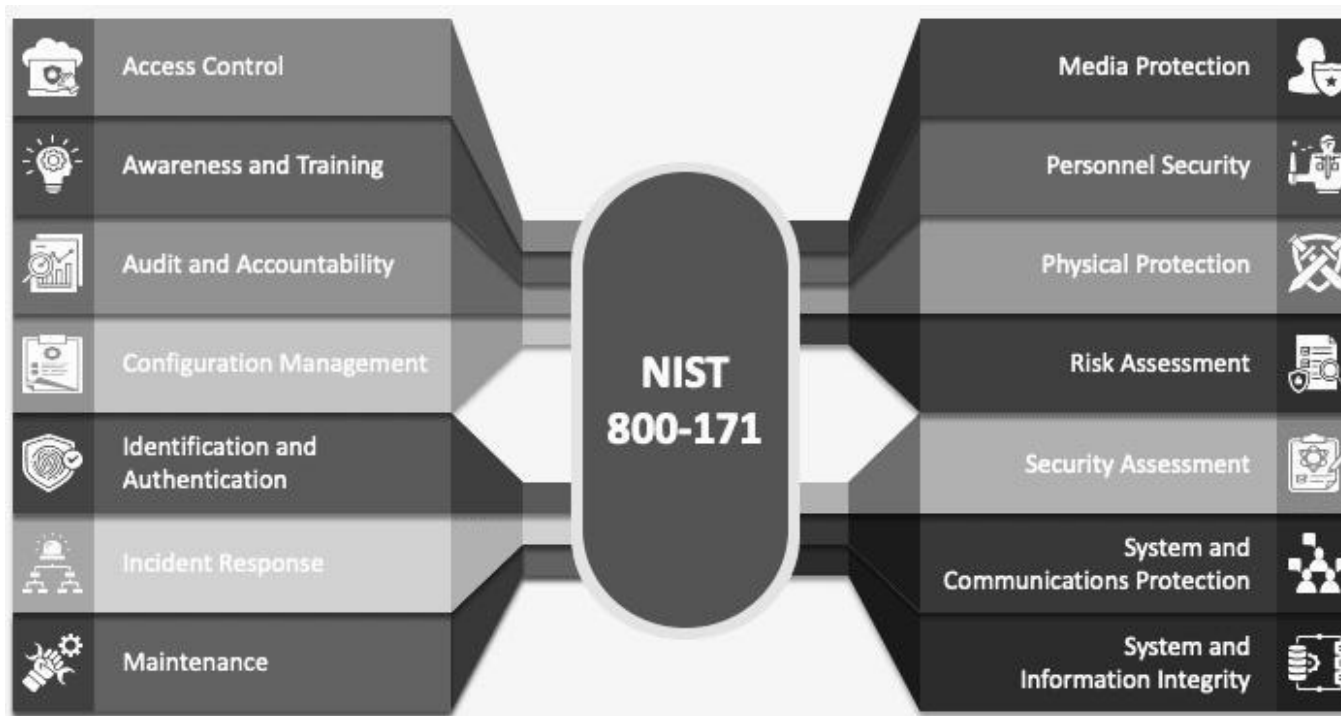 Access Control
Awareness and Training
Audit and Accountability
Configuration Management
Identification and
Authentication
Incident Response
Maintenance
NIST
800-171
Media Protection
Personnel Security
Physical Protection
Risk Assessment
Security Assessment
System and
Communications Protection
System and
Information Integrity